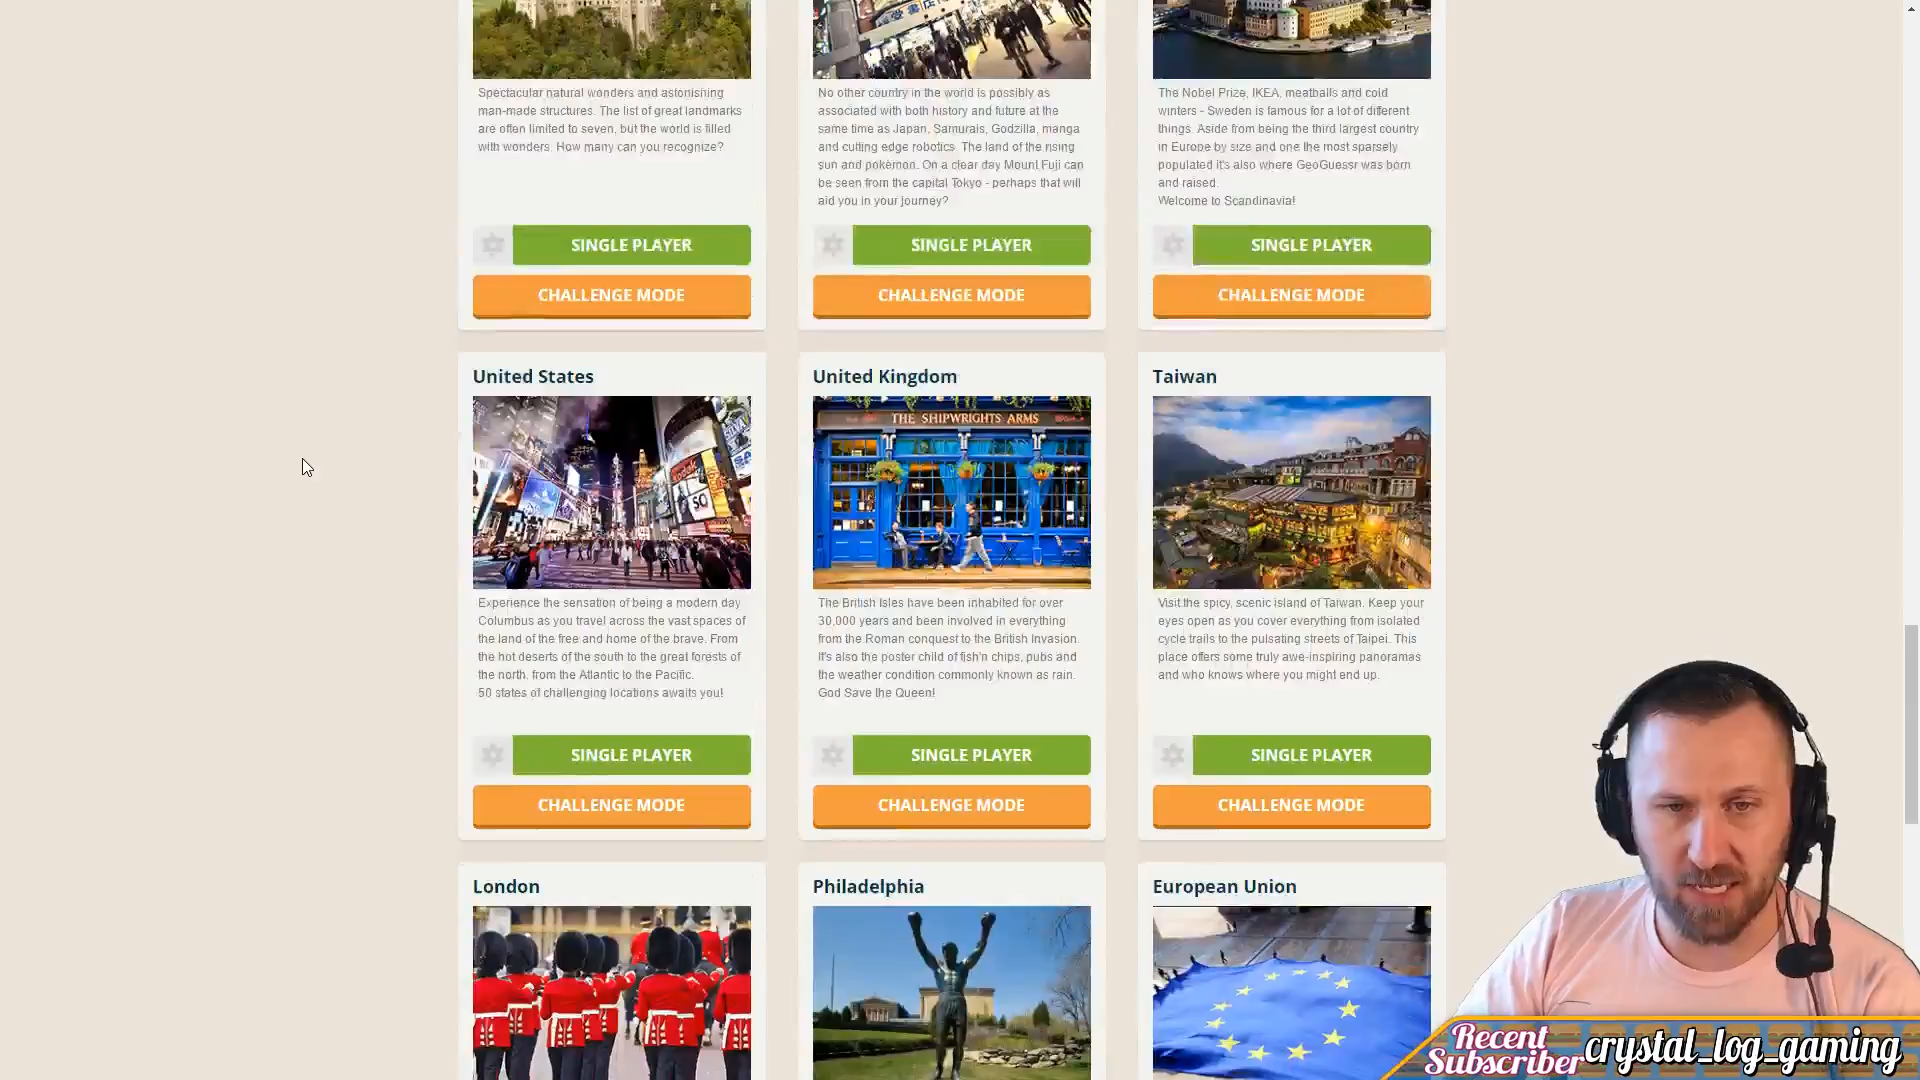 Spectacular natural wonders and astonishing
man-made structures. The list of great landmarks
are often limited to seven, but the world is filled
with wonders. How many can you recognize?
SINGLE PLAYER
CHALLENGE MODE
No other country in the world is possibly as
associated with both history and future at the
same time as Japan, Samurais, Godzilla, manga
and cutting edge robotics. The land of the rising
sun and pokémon. On a clear day Mount Fuji can
be seen from the capital Tokyo - perhaps that will
aid you in your journey?
SINGLE PLAYER
CHALLENGE MODE
The Nobel Prize, IKEA, meatballs and cold
winters - Sweden is famous for a lot of different
things. Aside from being the third largest country
in Europe by size and one the most sparsely
populated it's also where GeoGuessr was born
and raised.
Welcome to Scandinavia!
SINGLE PLAYER
CHALLENGE MODE
United States
Kodak
Experience the sensation of being a modern day
Columbus as you travel across the vast spaces of
the land of the free and home of the brave. From
the hot deserts of the south to the great forests of
the north, from the Atlantic to the Pacific.
50 states of challenging locations awaits you!
SINGLE PLAYER
CHALLENGE MODE
United Kingdom
THE SHIPWRIGHTS ARMS
The British Isles have been inhabited for over
30,000 years and been involved in everything
from the Roman conquest to the British Invasion.
It's also the poster child of fish'n chips, pubs and
the weather condition commonly known as rain.
God Save the Queen!
SINGLE PLAYER
CHALLENGE MODE
Taiwan
Visit the spicy, scenic island of Taiwan. Keep your
eyes open as you cover everything from isolated
cycle trails to the pulsating streets of Taipei. This
place offers some truly awe-inspiring panoramas
and who knows where you might end up.
SINGLE PLAYER
CHALLENGE MODE
London
Philadelphia
European Union
Recent
Subscriber
crystal_log_gaming